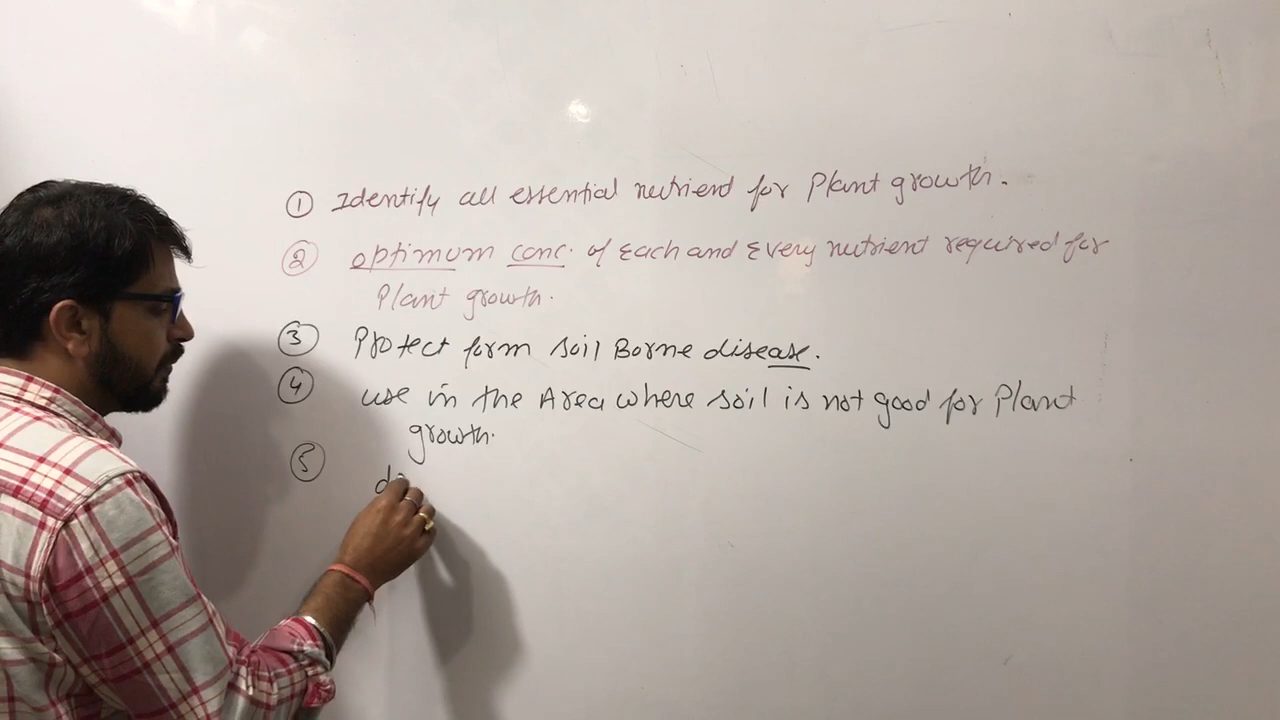 ① Identify all essential nutrient for Plant growth.
② optimum conc. of Each and Every nutrient required for
Plant growth.
③ Protect form soil Borne disease.
④ use in the Area where soil is not good for Plant
growth.
⑤